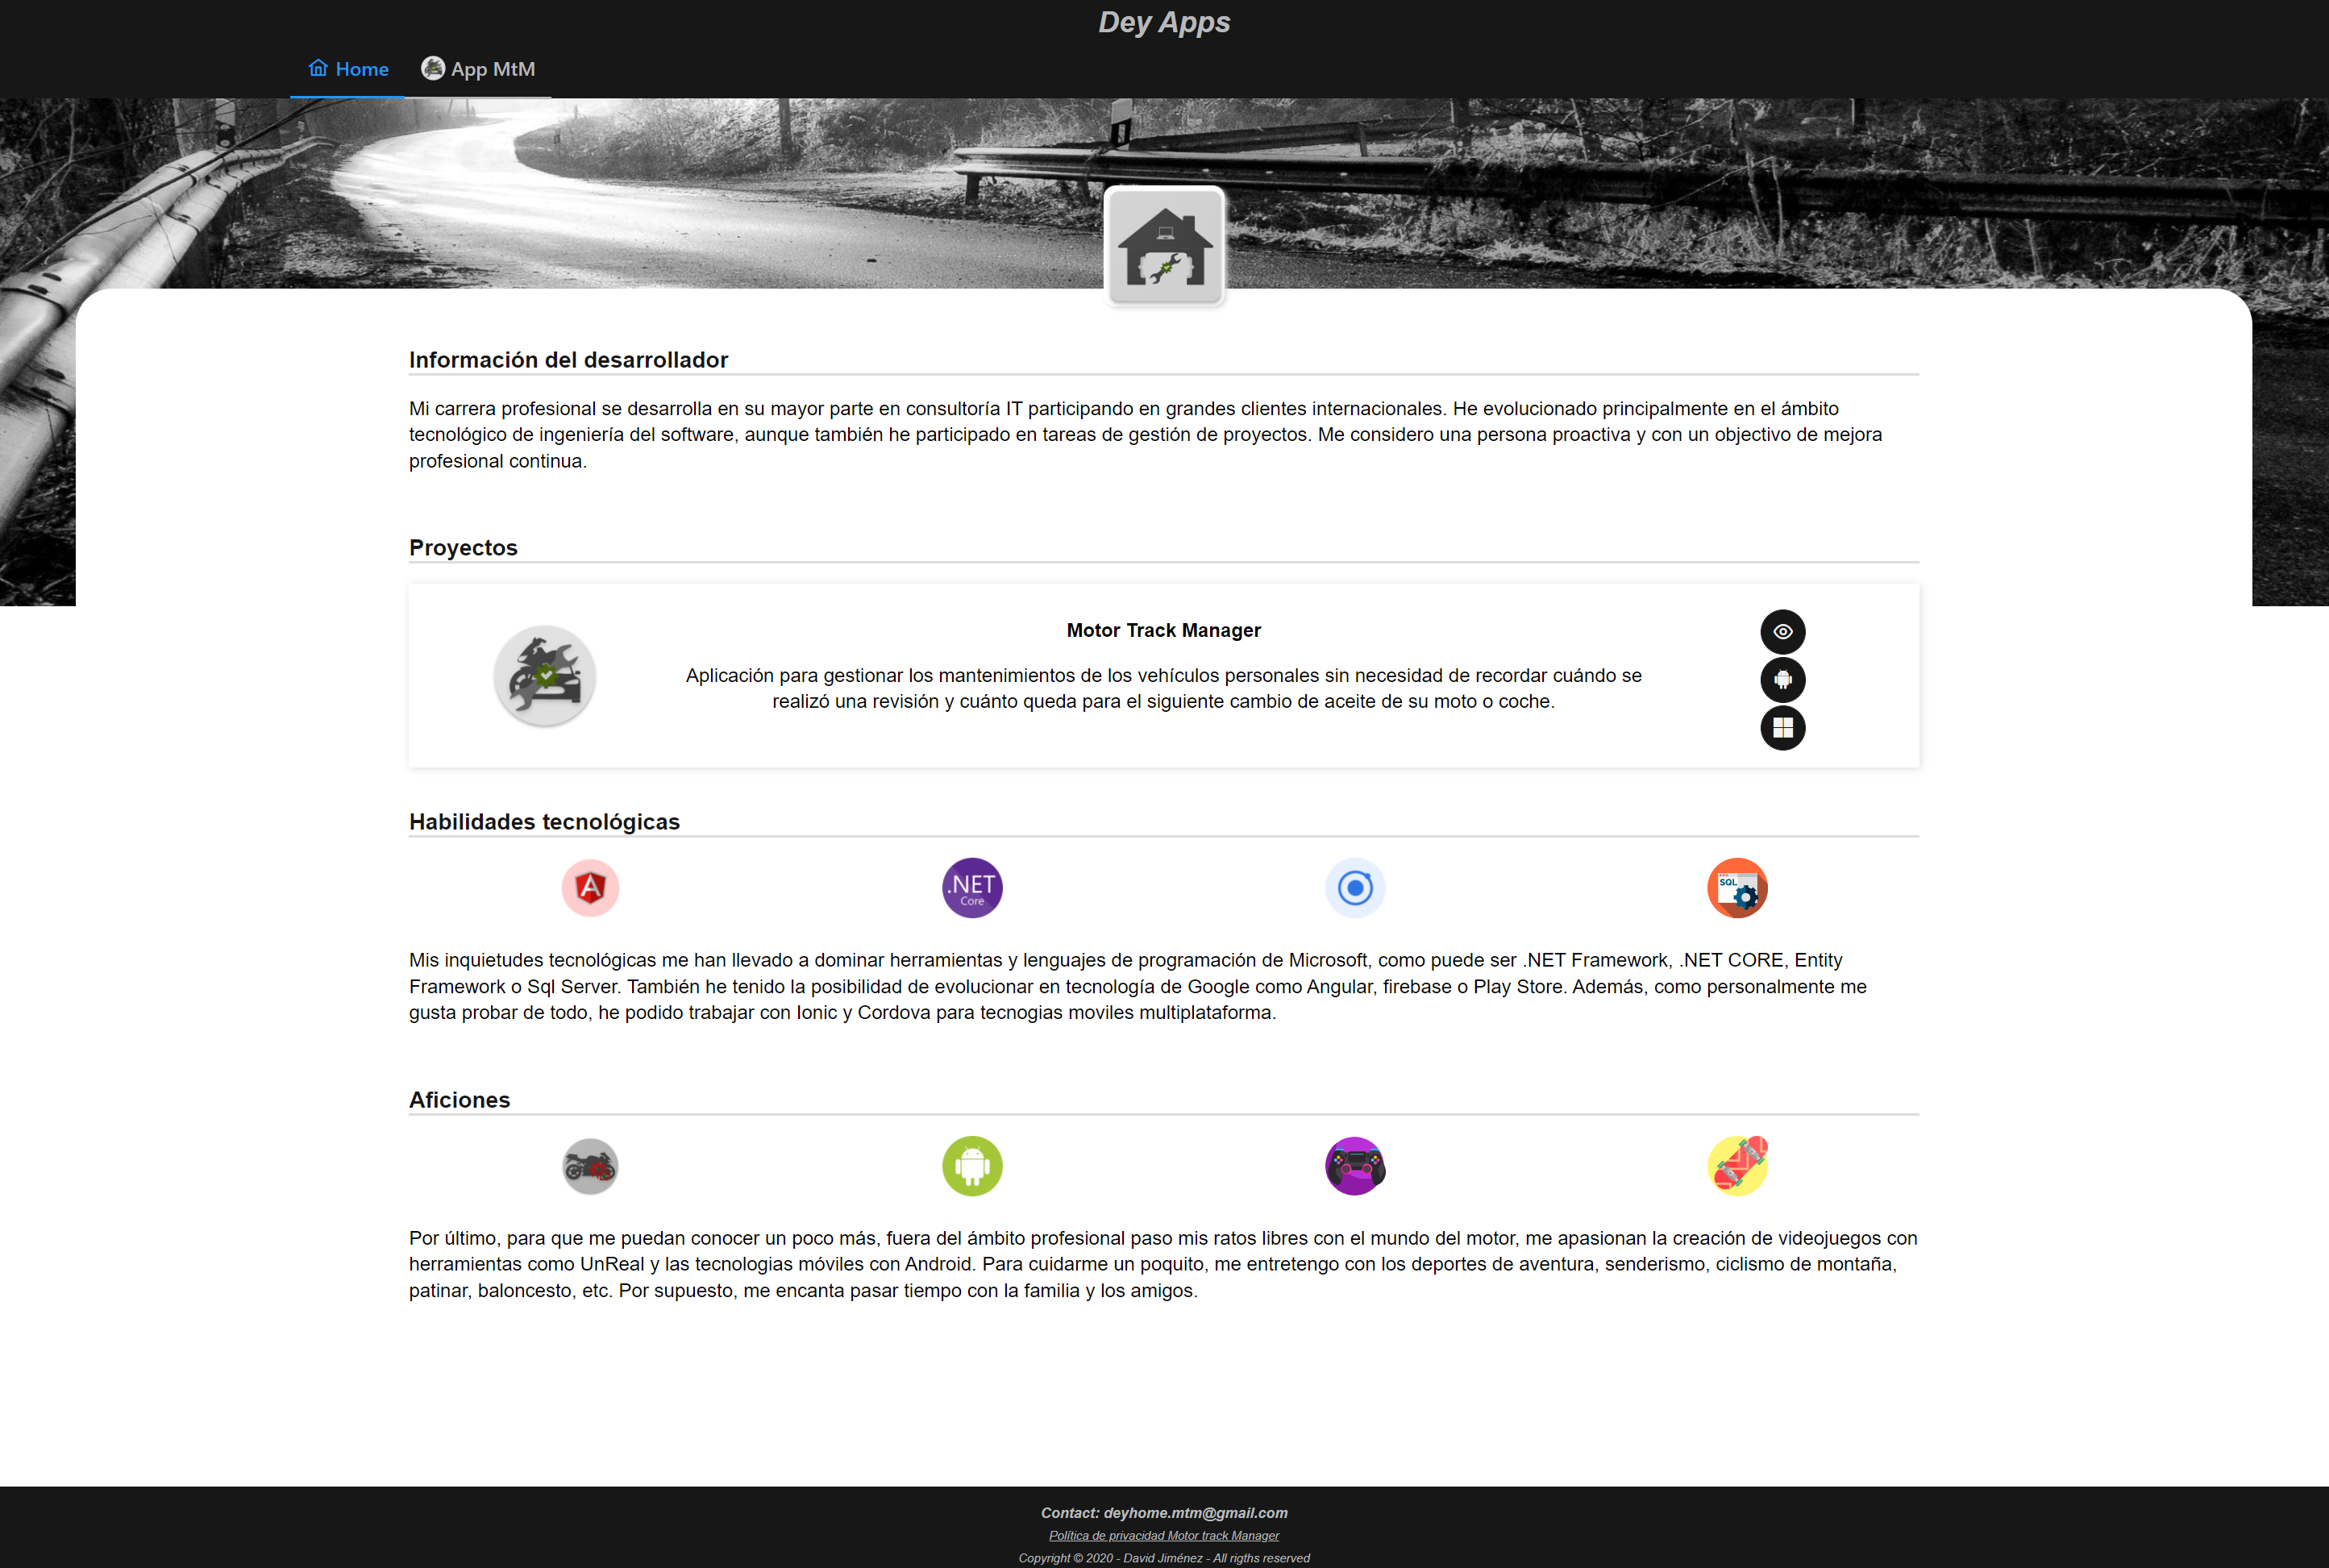 Dey Apps
Home
App MtM
Información del desarrollador
Mi carrera profesional se desarrolla en su mayor parte en consultoría IT participando en grandes clientes internacionales. He evolucionado principalmente en el ámbito
tecnológico de ingeniería del software, aunque también he participado en tareas de gestión de proyectos. Me considero una persona proactiva y con un objectivo de mejora
profesional continua.
Proyectos
Motor Track Manager
Aplicación para gestionar los mantenimientos de los vehículos personales sin necesidad de recordar cuándo se
realizó una revisión y cuánto queda para el siguiente cambio de aceite de su moto o coche.
Habilidades tecnológicas
.NET
Core
SQL
Mis inquietudes tecnológicas me han llevado a dominar herramientas y lenguajes de programación de Microsoft, como puede ser .NET Framework, .NET CORE, Entity
Framework o Sql Server. También he tenido la posibilidad de evolucionar en tecnología de Google como Angular, firebase o Play Store. Además, como personalmente me
gusta probar de todo, he podido trabajar con Ionic y Cordova para tecnogias moviles multiplataforma.
Aficiones
Por último, para que me puedan conocer un poco más, fuera del ámbito profesional paso mis ratos libres con el mundo del motor, me apasionan la creación de videojuegos con
herramientas como UnReal y las tecnologias móviles con Android. Para cuidarme un poquito, me entretengo con los deportes de aventura, senderismo, ciclismo de montaña,
patinar, baloncesto, etc. Por supuesto, me encanta pasar tiempo con la familia y los amigos.
Contact: deyhome.mtm@gmail.com
Política de privacidad Motor track Manager
Copyright © 2020 - David Jiménez - All rigths reserved